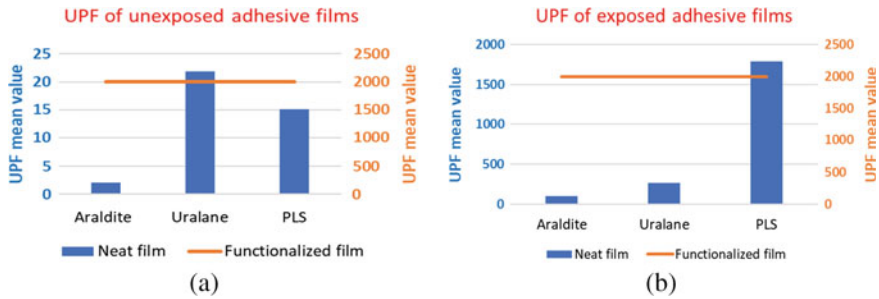 UPF of unexposed adhesive films
25
20
15
10
5
0
UPF mean value
2500
2000
1500
1000
500
0
UPF mean value
Araldite Uralane PLS
Neat film Functionalized film
(a)
UPF of exposed adhesive films
2000
1500
1000
500
0
UPF mean value
2500
2000
1500
1000
500
0
UPF mean value
Araldite Uralane PLS
Neat film Functionalized film
(b)